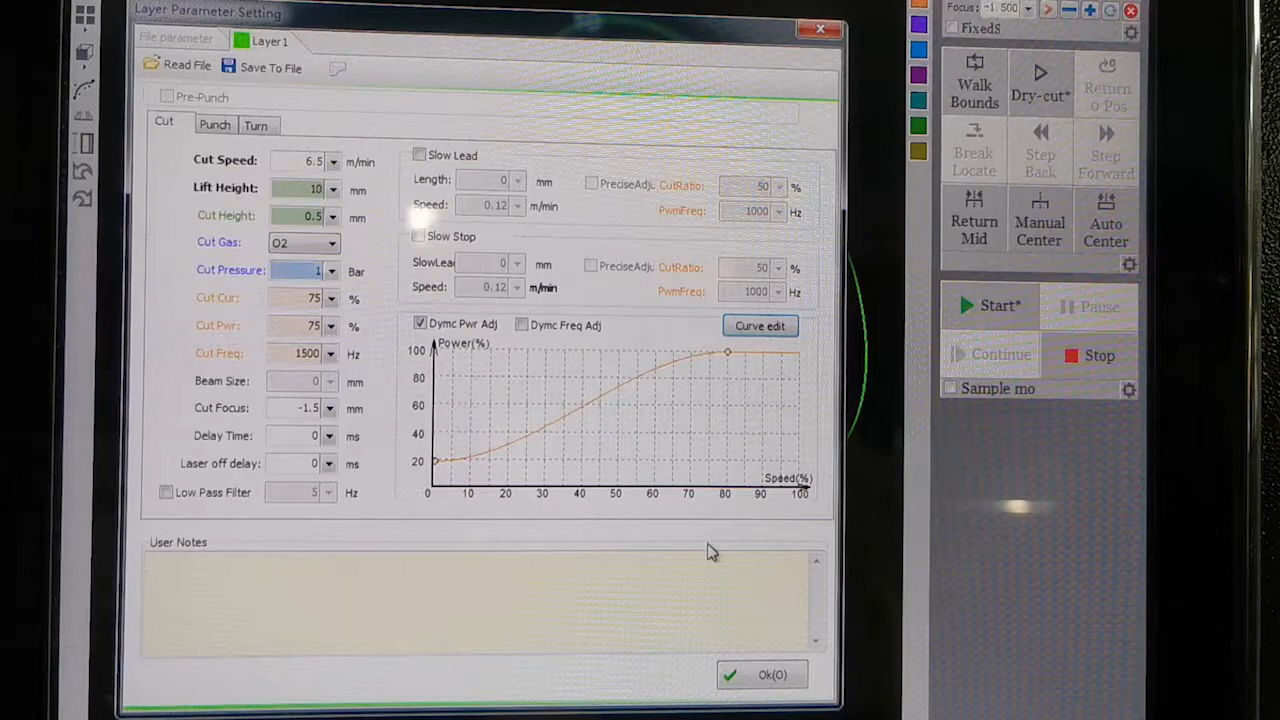 Layer Parameter Setting
File parameter
Layer1
Read File
Save To File
Pre-Punch
Cut
Punch
Turn
Cut Speed: 6.5 m/min
Lift Height: 10 mm
Cut Height: 0.5 mm
Cut Gas: O2
Cut Pressure: 1 Bar
Cut Cur: 75 %
Cut Pwr: 75 %
Cut Freq: 1500 Hz
Beam Size: 0 mm
Cut Focus: -1.5 mm
Delay Time: 0 ms
Laser off delay: 0 ms
Low Pass Filter 5 Hz
Slow Lead
Length: 0 mm
Speed: 0.12 m/min
PreciseAdju CutRatio: 50 %
PwmFreq: 1000 Hz
Slow Stop
SlowLea 0 mm
Speed: 0.12 m/min
PreciseAdju CutRatio: 50 %
PwmFreq: 1000 Hz
Dymc Pwr Adj
Dymc Freq Adj
Curve edit
Power(%)
100
80
60
40
20
0 10 20 30 40 50 60 70 80 90 100
Speed(%)
User Notes
Ok(O)
Focus: -1.500
FixedS
Walk
Bounds
Dry-cut*
Return
o Pos
Break
Locate
Step
Back
Step
Forward
Return
Mid
Manual
Center
Auto
Center
Start*
Pause
Continue
Stop
Sample mo